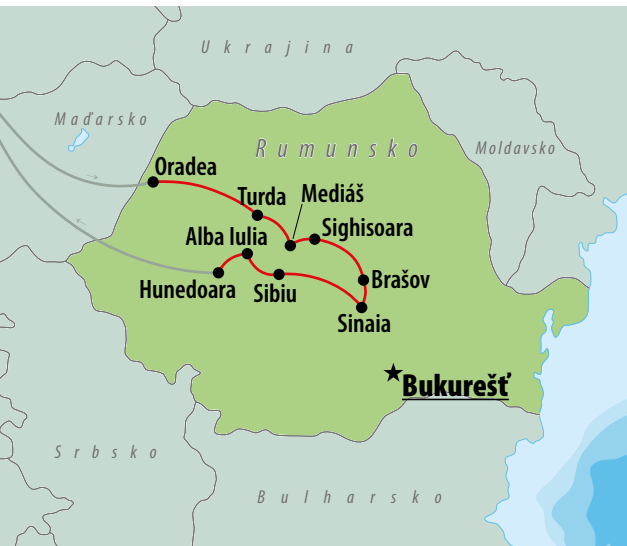 Ukrajina
Maďarsko
Rumunsko
Moldavsko
Oradea
Turda
Mediáš
Alba Iulia
Sighisoara
Hunedoara
Sibiu
Brašov
Sinaia
Bukurešť
Srbsko
Bulharsko